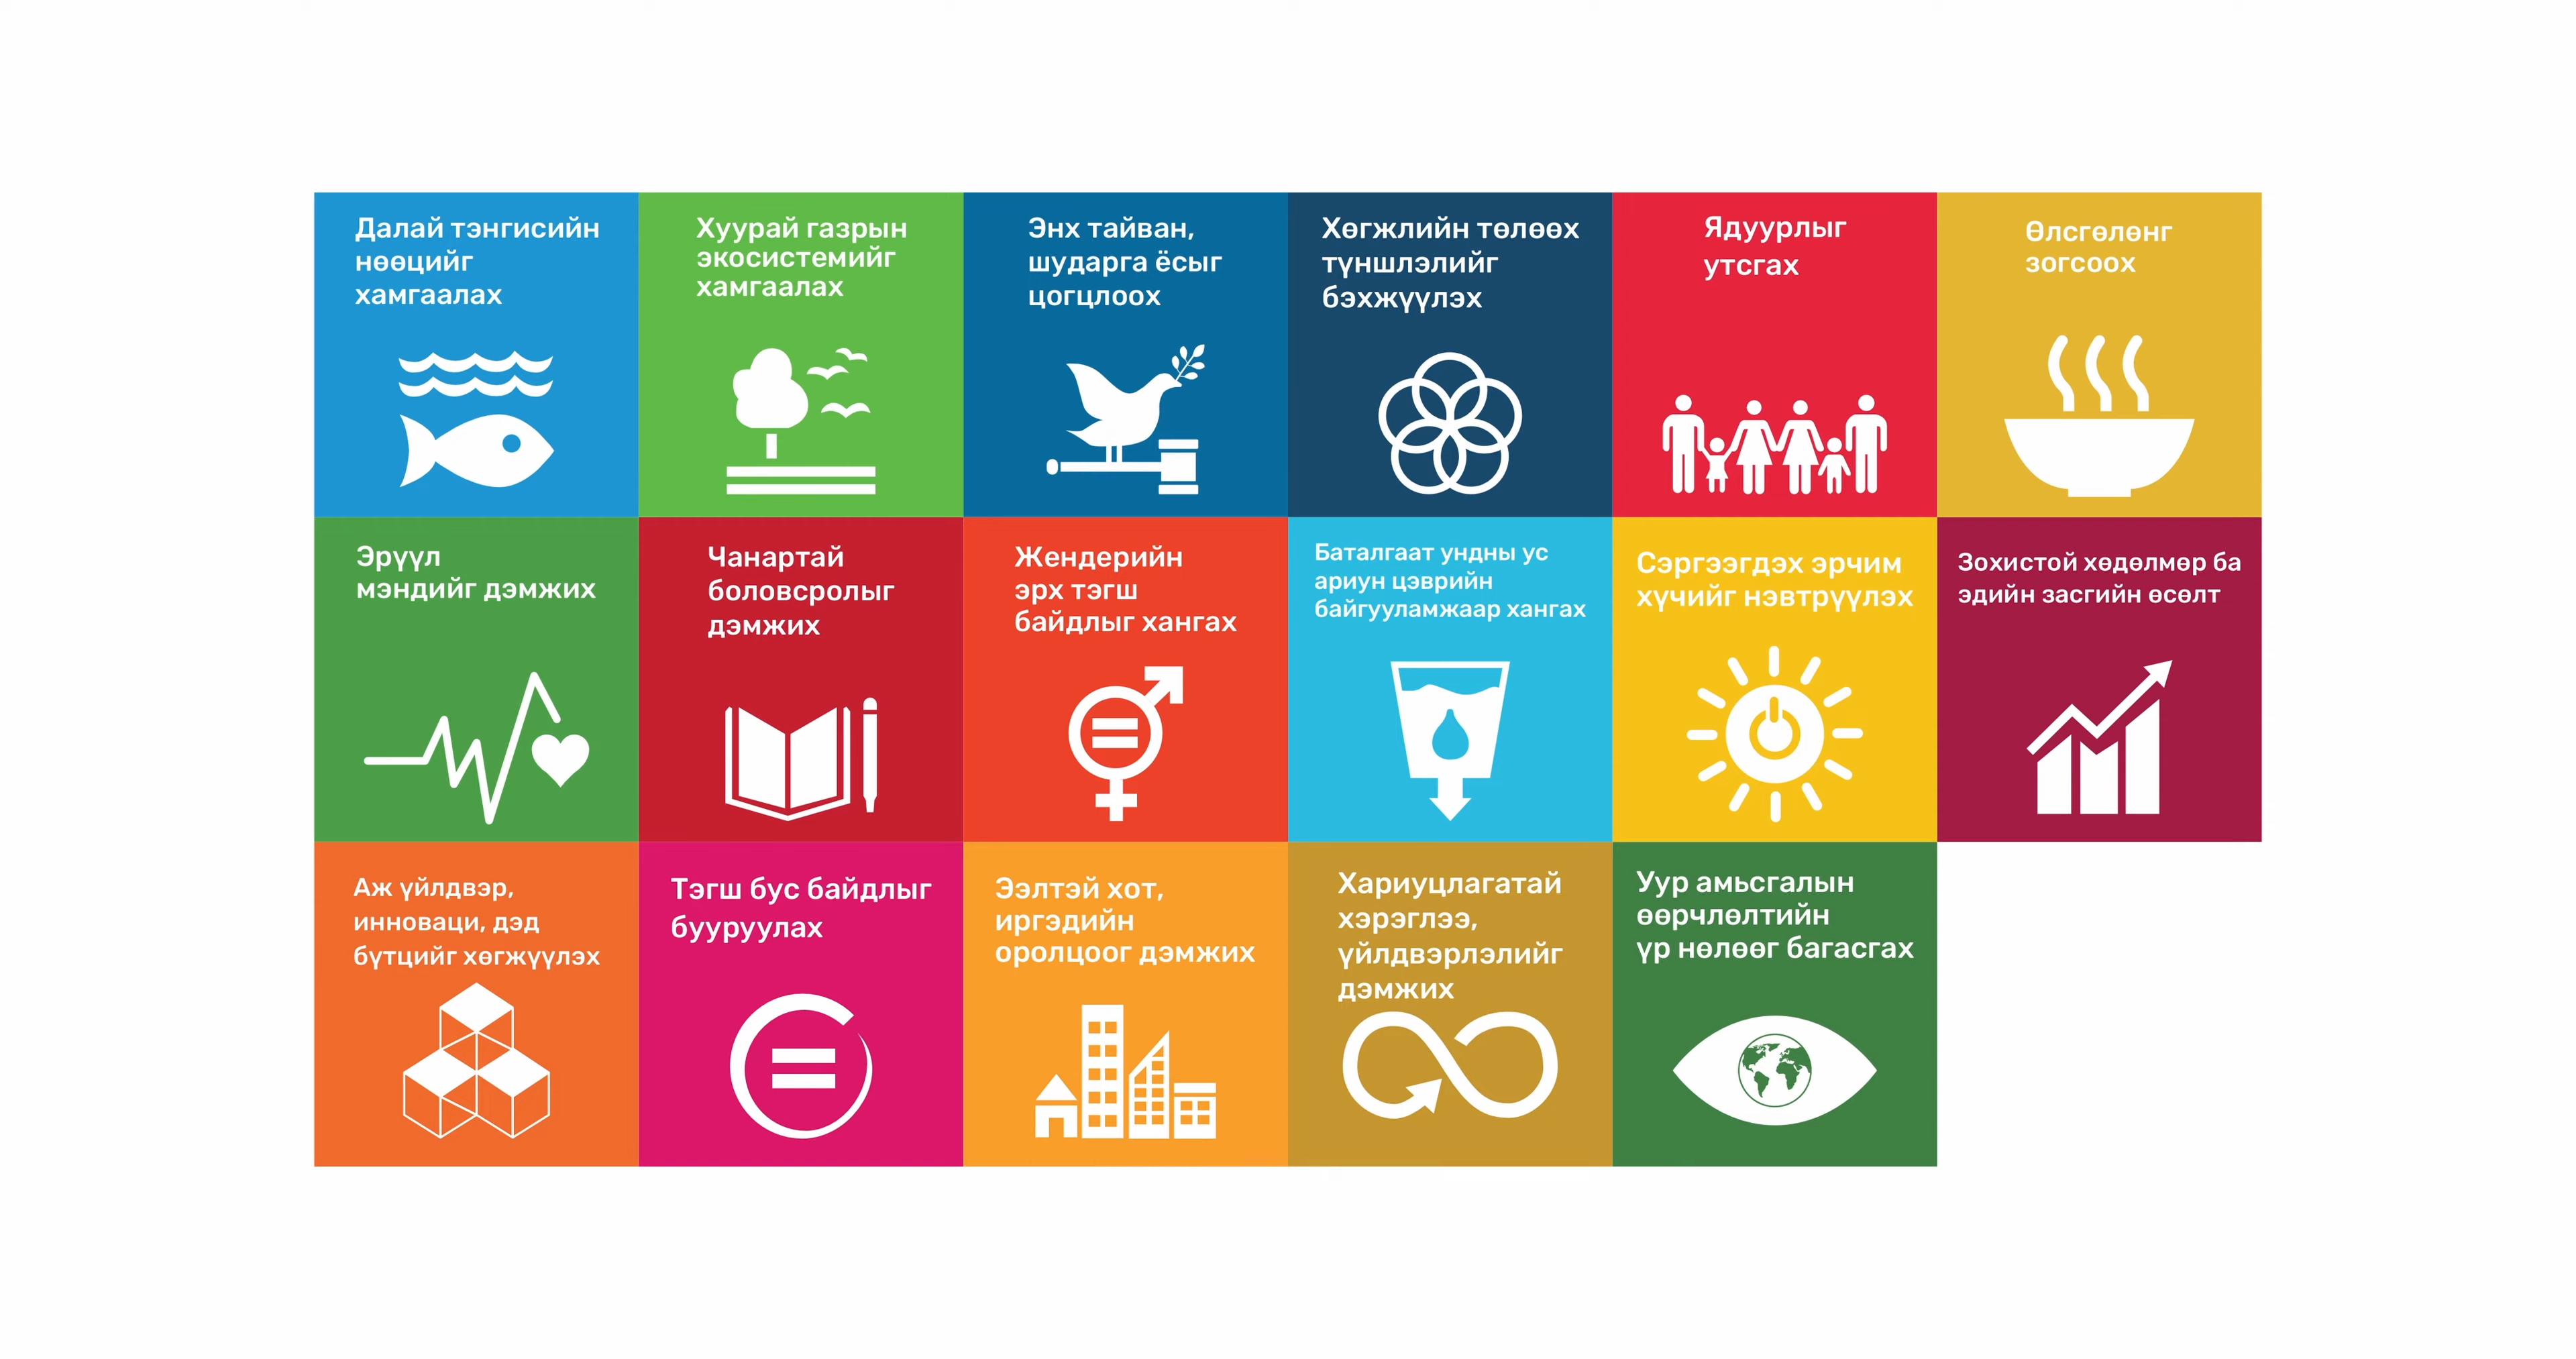 Далай тэнгисийн
нөөцийг
хамгаалах
Хуурай газрын
экосистемийг
хамгаалах
Энх тайван,
шударга ёсыг
цогцлоох
Хөгжлийн төлөөх
түншлэлийг
бэхжүүлэх
Ядуурлыг
утсгах
Өлсгөлөнг
зогсоох
Эрүүл
мэндийг дэмжих
Чанартай
боловсролыг
дэмжих
Жендерийн
эрх тэгш
байдлыг хангах
Баталгаат ундны ус
ариун цэврийн
байгууламжаар хангах
Сэргээгдэх эрчим
хүчийг нэвтрүүлэх
Зохистой хөдөлмөр ба
эдийн засгийн өсөлт
Аж үйлдвэр,
инноваци, дэд
бүтцийг хөгжүүлэх
Тэгш бус байдлыг
бууруулах
Ээлтэй хот,
иргэдийн
оролцоог дэмжих
Хариуцлагатай
хэрэглээ,
үйлдвэрлэлийг
дэмжих
Уур амьсгалын
өөрчлөлтийн
үр нөлөөг багасгах